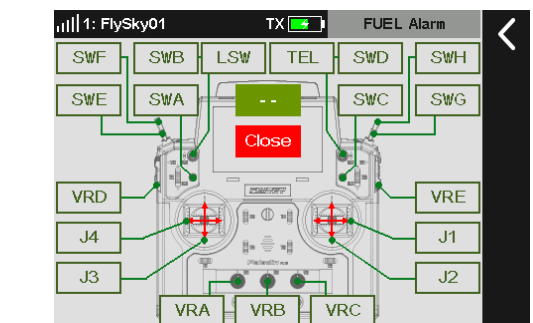 1: FlySky01 TX FUEL Alarm
SWF SWB LSW TEL SWD SWH
SWE SWA -- SWC SWG
Close
VRD VRE
J4 J1
J3 J2
VRA VRB VRC